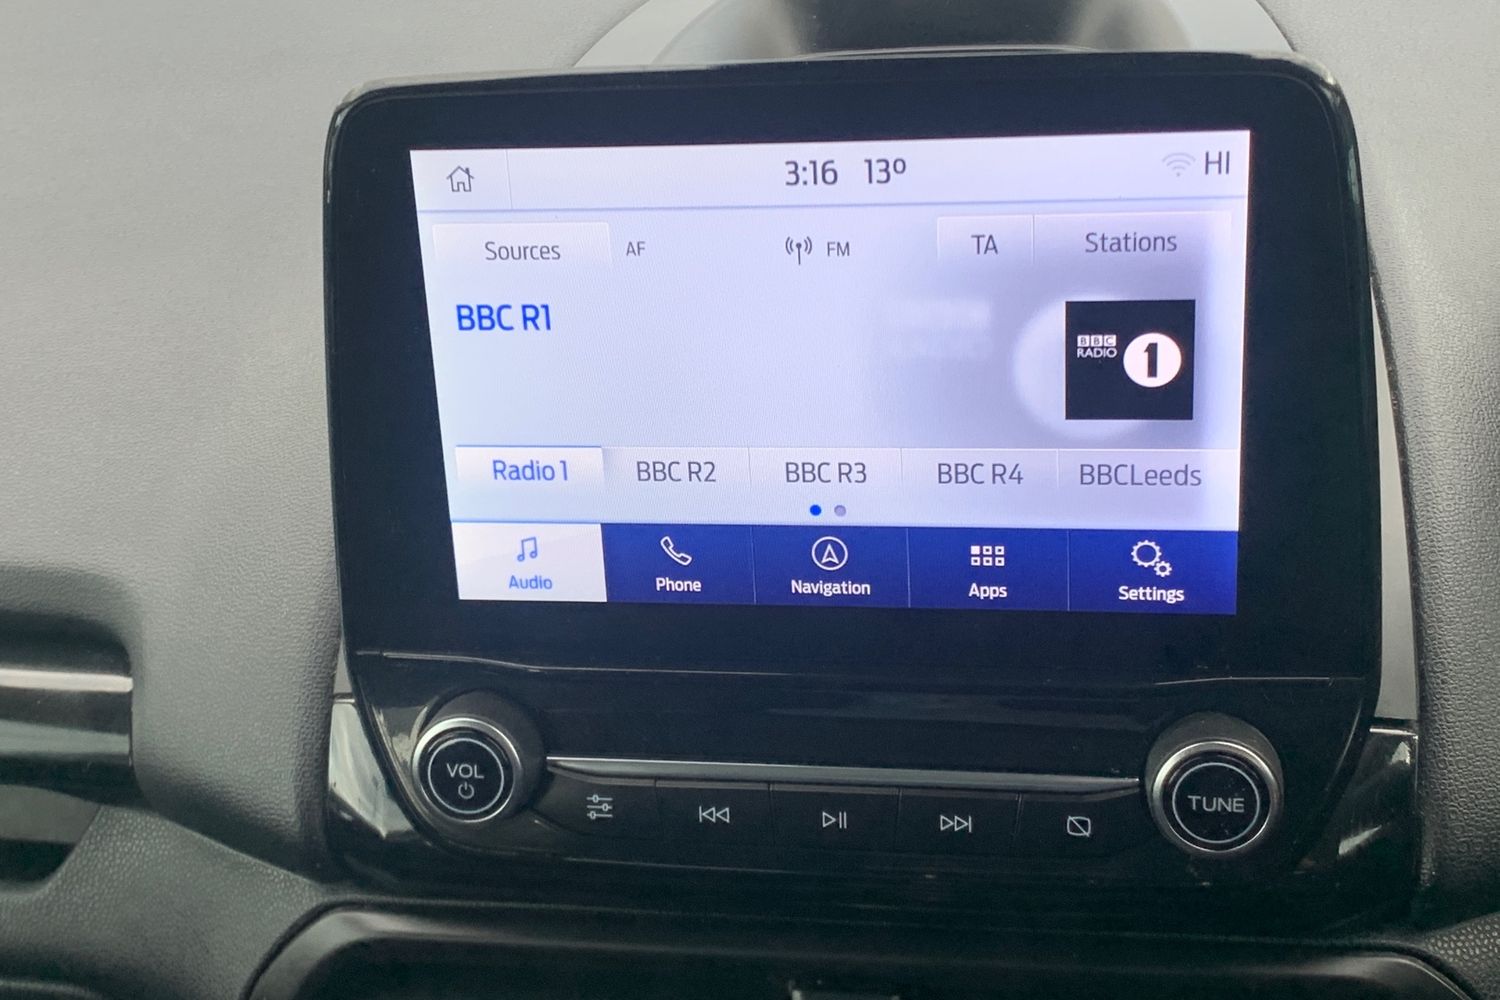 3:16 13º HI
Sources AF FM TA Stations
BBC R1
BBC
RADIO 1
Radio 1 BBC R2 BBC R3 BBC R4 BBCLeeds
Audio Phone Navigation Apps Settings
VOL TUNE